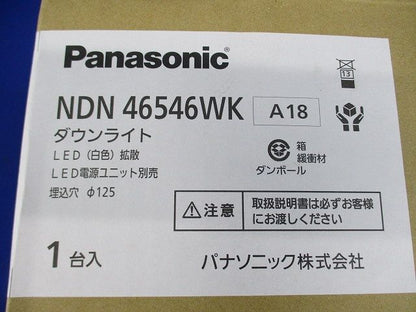 Panasonic®
NDN 46546WK A18
ダウンライト
LED（白色）拡散
LED電源ユニット別売
埋込穴 φ125
13
箱
緩衝材
ダンボール
注意
取扱説明書は必ずお客様
にお渡しください
1台入
パナソニック株式会社